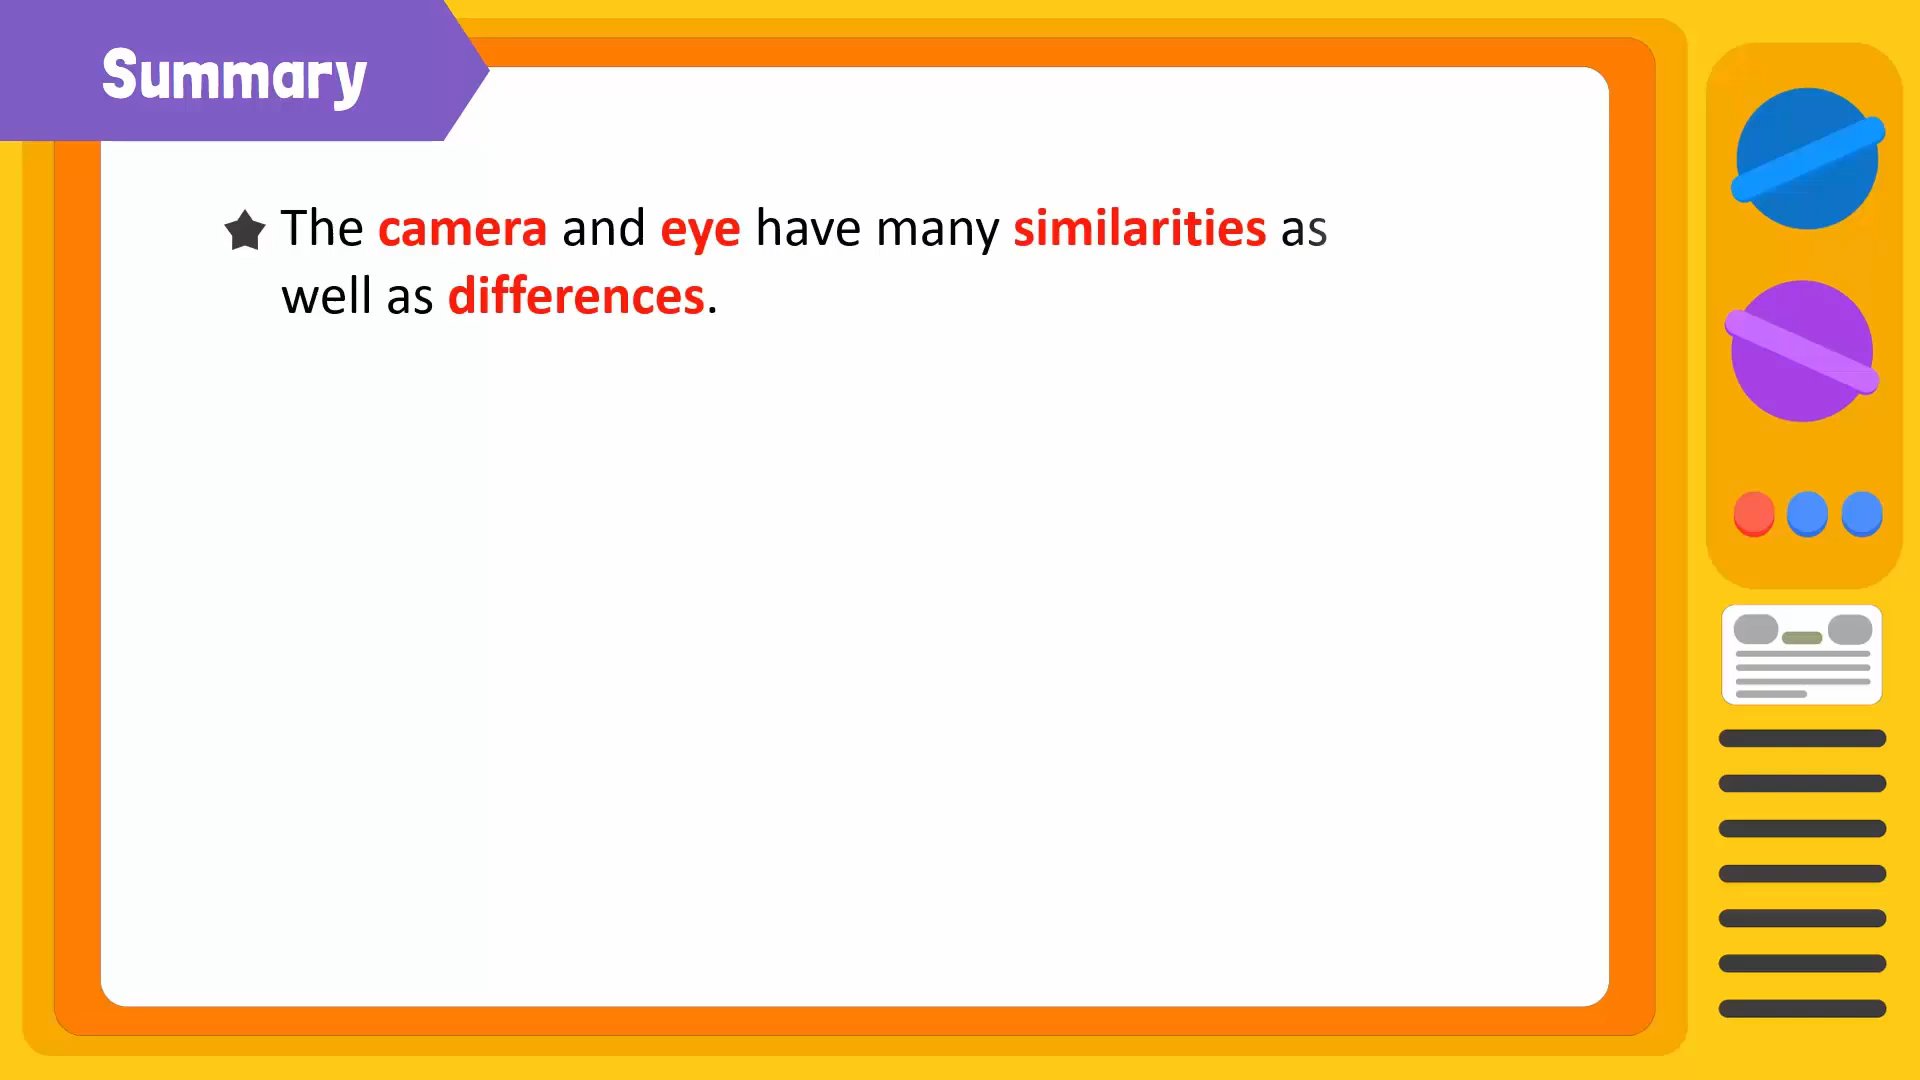 Summary
The camera and eye have many similarities as
well as differences.